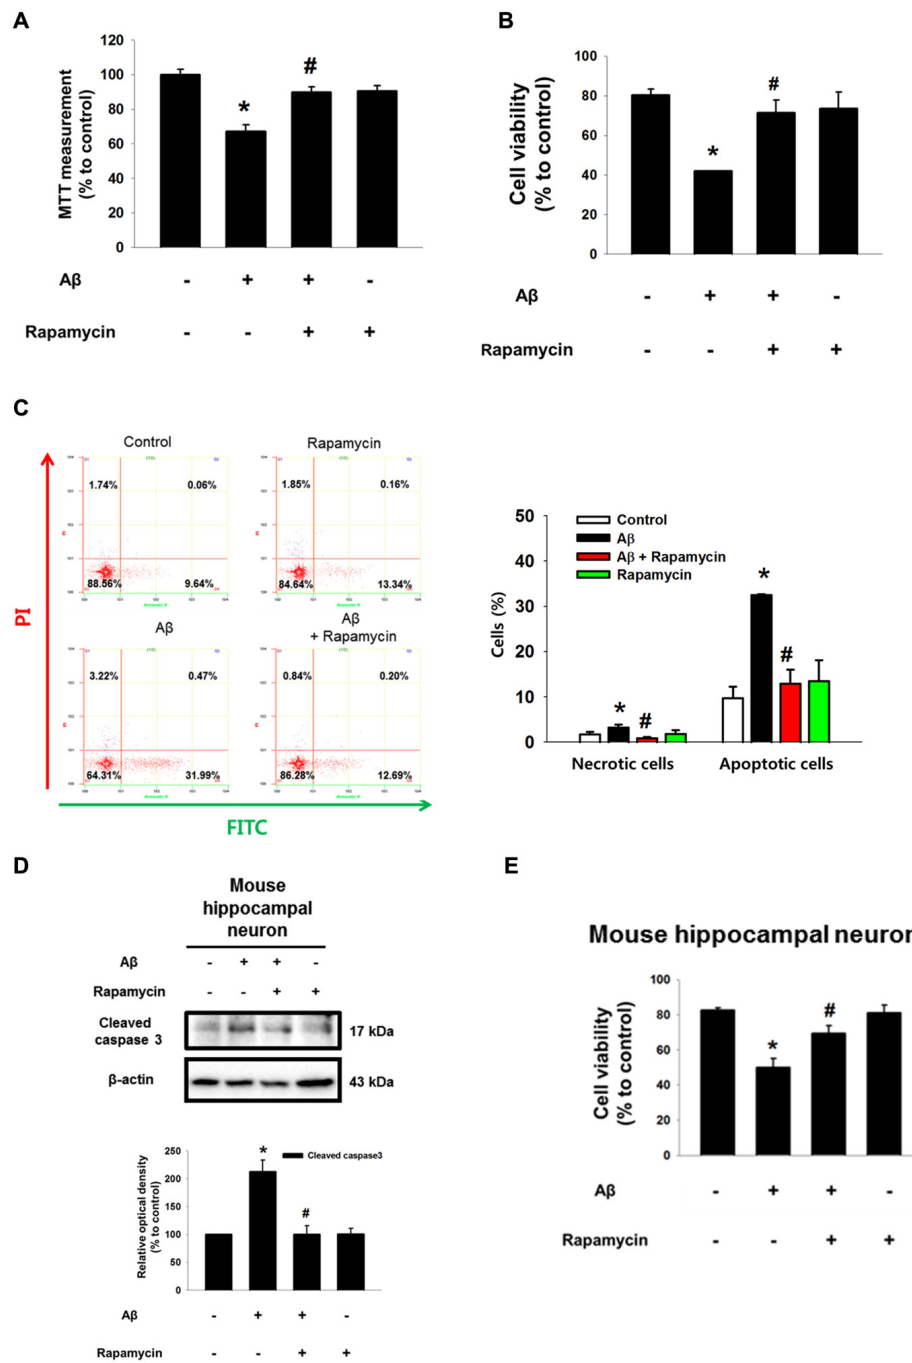 A
MTT measurement
(% to control)
120
100
80
60
40
20
0
*
#
Aβ - + + -
Rapamycin - - + +
B
Cell viability
(% to control)
100
80
60
40
20
0
*
#
Aβ - + + -
Rapamycin - - + +
C
PI
Control
1.74% 0.06%
88.56% 9.64%
Rapamycin
1.85% 0.16%
84.64% 13.34%
Aβ
3.22% 0.47%
64.31% 31.99%
Aβ
+ Rapamycin
0.84% 0.20%
86.28% 12.69%
FITC
Cells (%)
50
40
30
20
10
0
Control
Aβ
Aβ + Rapamycin
Rapamycin
*
#
*
#
Necrotic cells Apoptotic cells
D
Mouse
hippocampal
neuron
Aβ - + + -
Rapamycin - - + +
Cleaved
caspase 3
17 kDa
β-actin
43 kDa
Relative optical density
(% to control)
250
200
150
100
50
0
Cleaved caspase3
*
#
Aβ - + + -
Rapamycin - - + +
E
Mouse hippocampal neuron
Cell viability
(% to control)
100
80
60
40
20
0
*
#
Aβ - + + -
Rapamycin - - + +